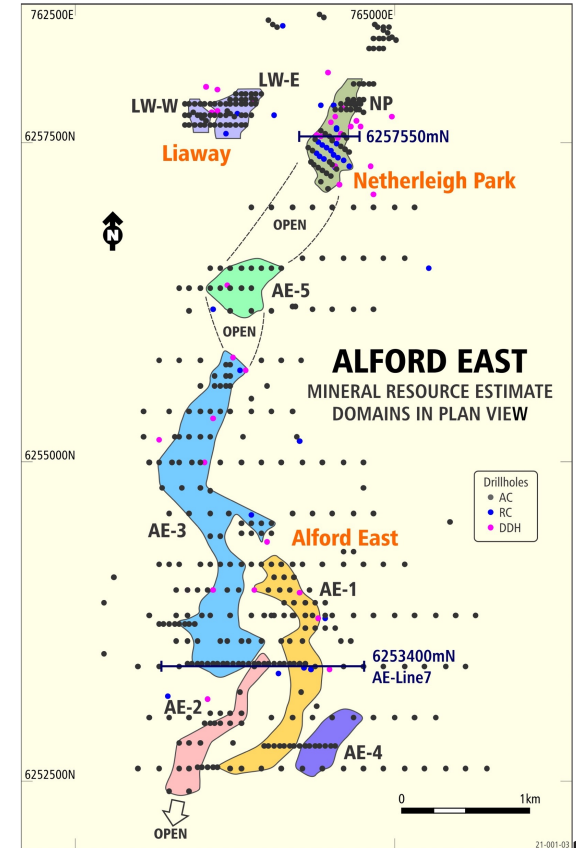 762500E
765000E
LW-E
LW-W
NP
6257500N
6257550mN
Liaway
Netherleigh Park
OPEN
N
AE-5
OPEN
ALFORD EAST
MINERAL RESOURCE ESTIMATE
DOMAINS IN PLAN VIEW
6255000N
Drillholes
AC
RC
DDH
AE-3
Alford East
AE-1
6253400mN
AE-Line7
AE-2
AE-4
6252500N
0
1km
OPEN
21-001-03